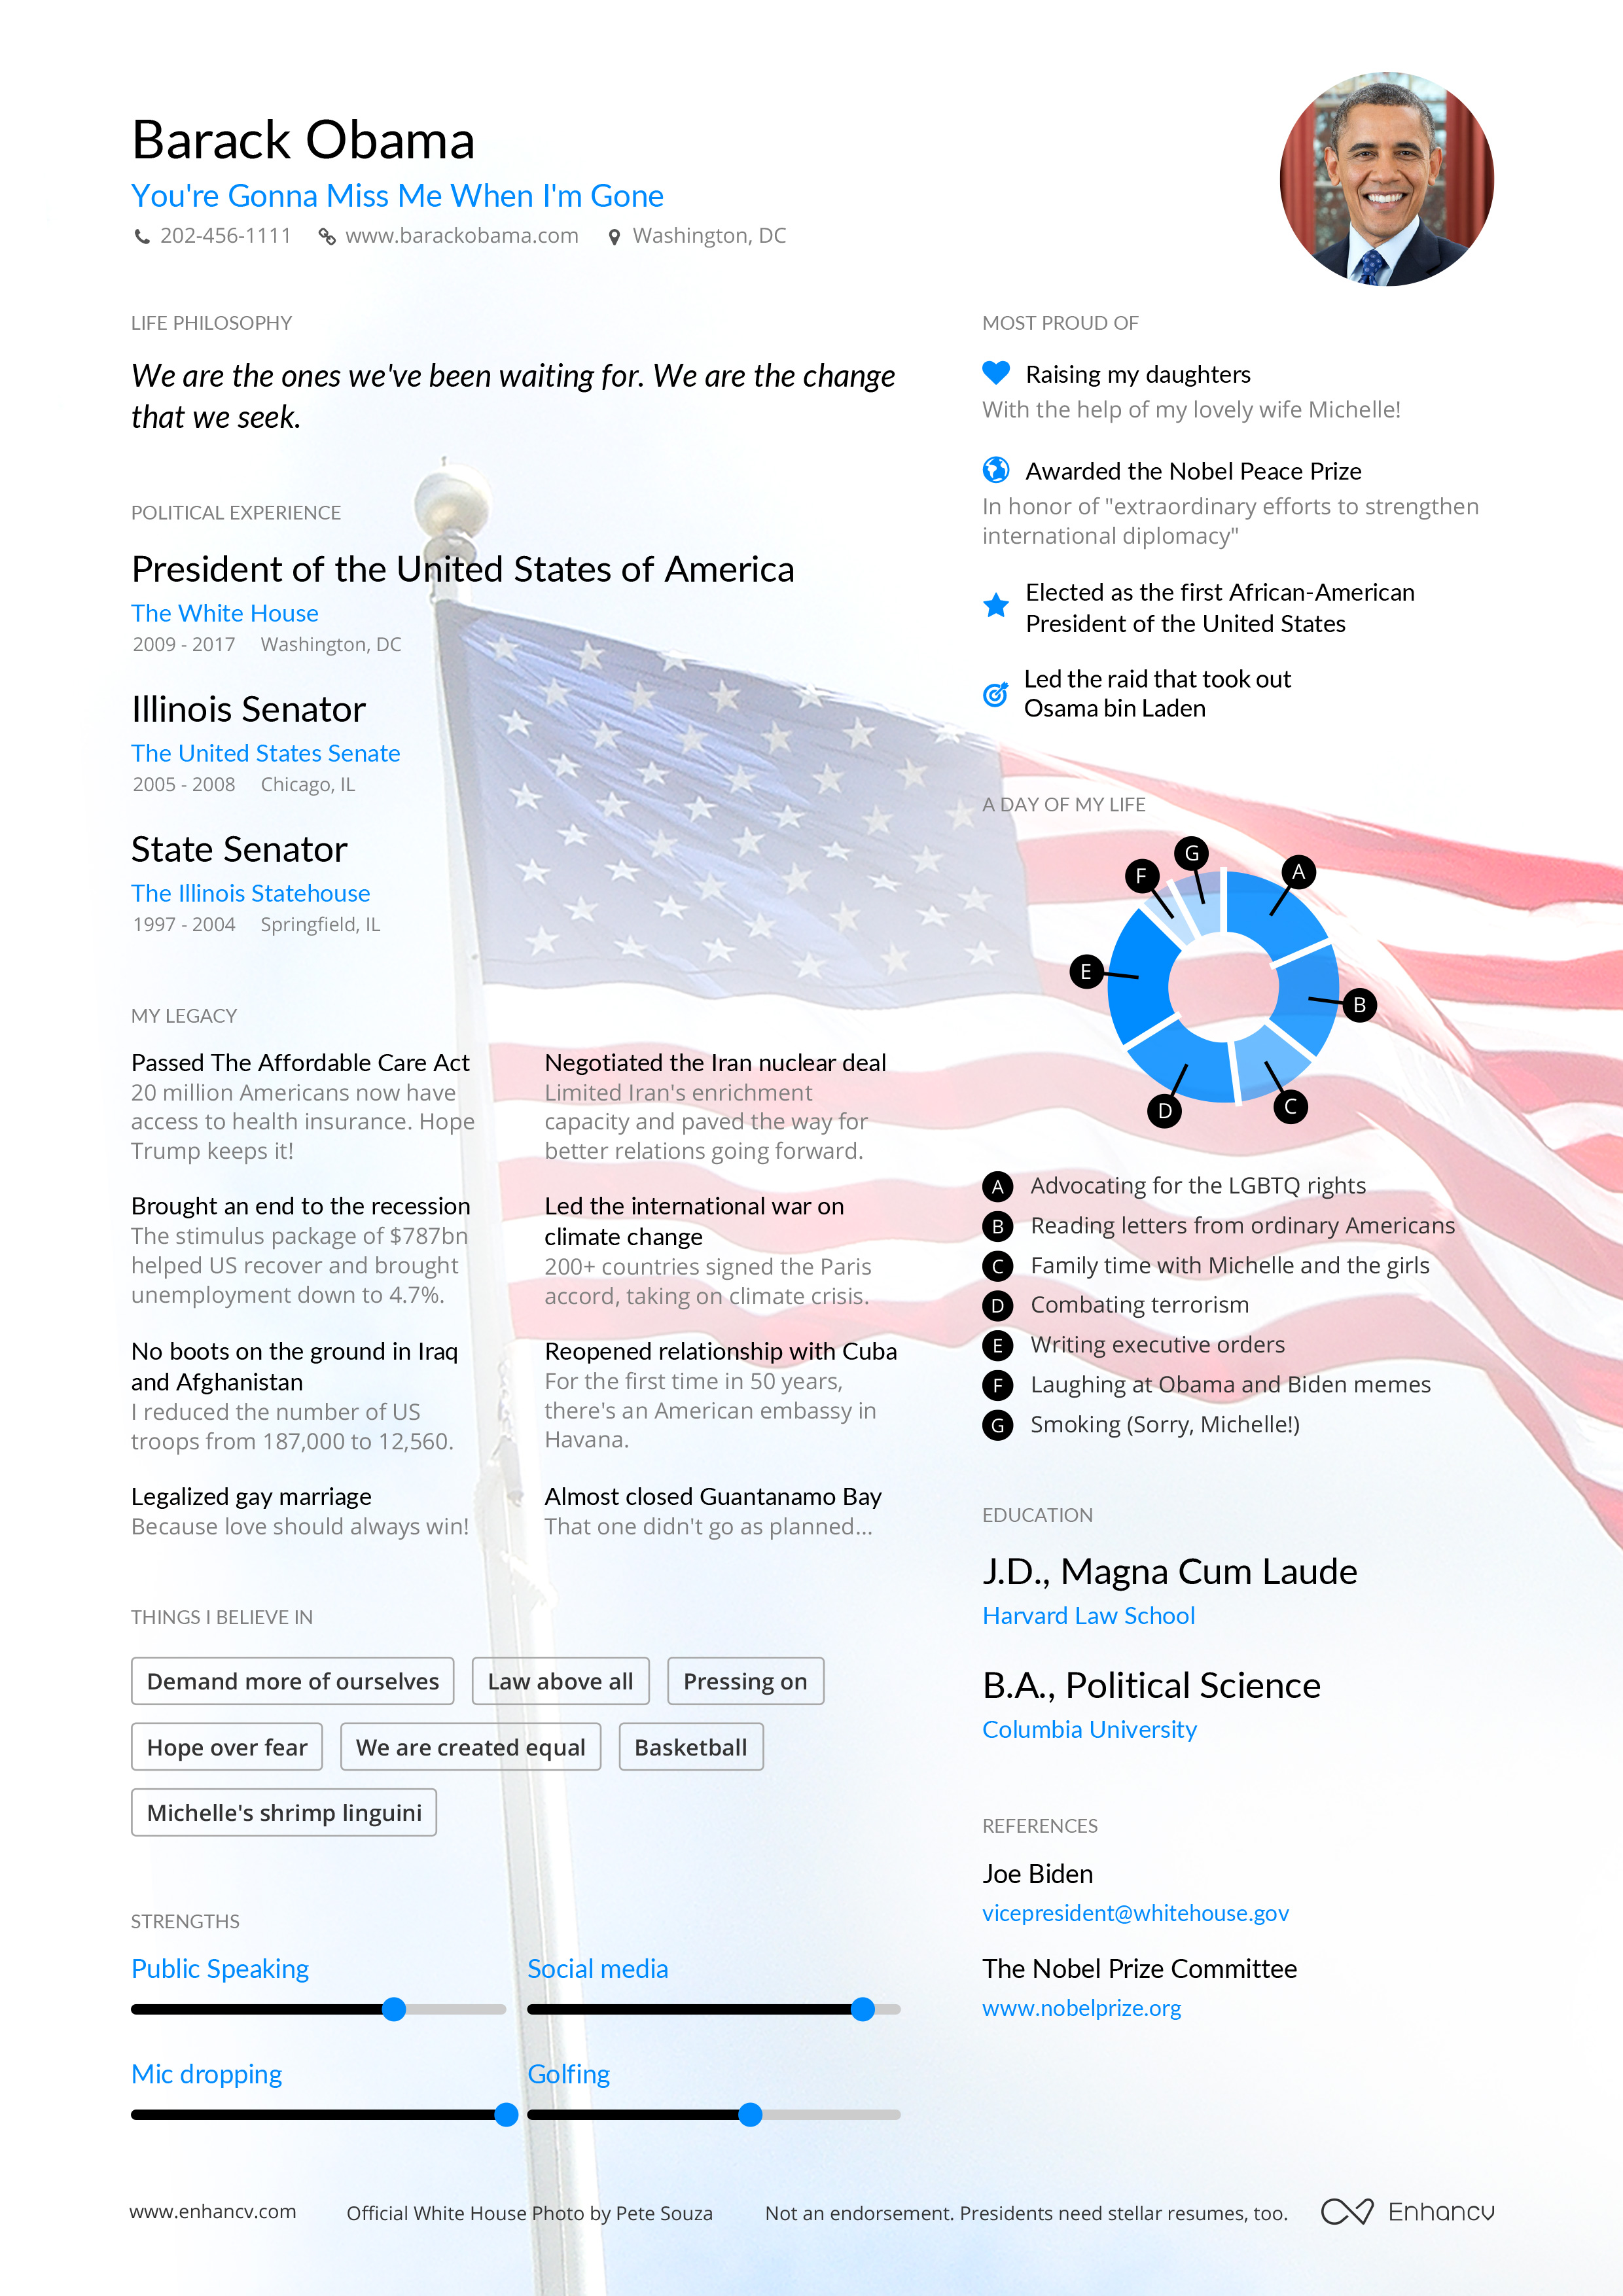 Barack Obama
You're Gonna Miss Me When I'm Gone
202-456-1111 www.barackobama.com Washington, DC
LIFE PHILOSOPHY
We are the ones we've been waiting for. We are the change
that we seek.
POLITICAL EXPERIENCE
President of the United States of America
The White House
2009 - 2017 Washington, DC
Illinois Senator
The United States Senate
2005 - 2008 Chicago, IL
State Senator
The Illinois Statehouse
1997 - 2004 Springfield, IL
MY LEGACY
Passed The Affordable Care Act
20 million Americans now have
access to health insurance. Hope
Trump keeps it!
Brought an end to the recession
The stimulus package of $787bn
helped US recover and brought
unemployment down to 4.7%.
No boots on the ground in Iraq
and Afghanistan
I reduced the number of US
troops from 187,000 to 12,560.
Legalized gay marriage
Because love should always win!
Negotiated the Iran nuclear deal
Limited Iran's enrichment
capacity and paved the way for
better relations going forward.
Led the international war on
climate change
200+ countries signed the Paris
accord, taking on climate crisis.
Reopened relationship with Cuba
For the first time in 50 years,
there's an American embassy in
Havana.
Almost closed Guantanamo Bay
That one didn't go as planned...
THINGS I BELIEVE IN
Demand more of ourselves Law above all Pressing on
Hope over fear We are created equal Basketball
Michelle's shrimp linguini
STRENGTHS
Public Speaking Social media
Mic dropping Golfing
MOST PROUD OF
Raising my daughters
With the help of my lovely wife Michelle!
Awarded the Nobel Peace Prize
In honor of "extraordinary efforts to strengthen
international diplomacy"
Elected as the first African-American
President of the United States
Led the raid that took out
Osama bin Laden
A DAY OF MY LIFE
G
F A
E
B
D C
A Advocating for the LGBTQ rights
B Reading letters from ordinary Americans
C Family time with Michelle and the girls
D Combating terrorism
E Writing executive orders
F Laughing at Obama and Biden memes
G Smoking (Sorry, Michelle!)
EDUCATION
J.D., Magna Cum Laude
Harvard Law School
B.A., Political Science
Columbia University
REFERENCES
Joe Biden
vicepresident@whitehouse.gov
The Nobel Prize Committee
www.nobelprize.org
www.enhancv.com Official White House Photo by Pete Souza Not an endorsement. Presidents need stellar resumes, too. Enhancv